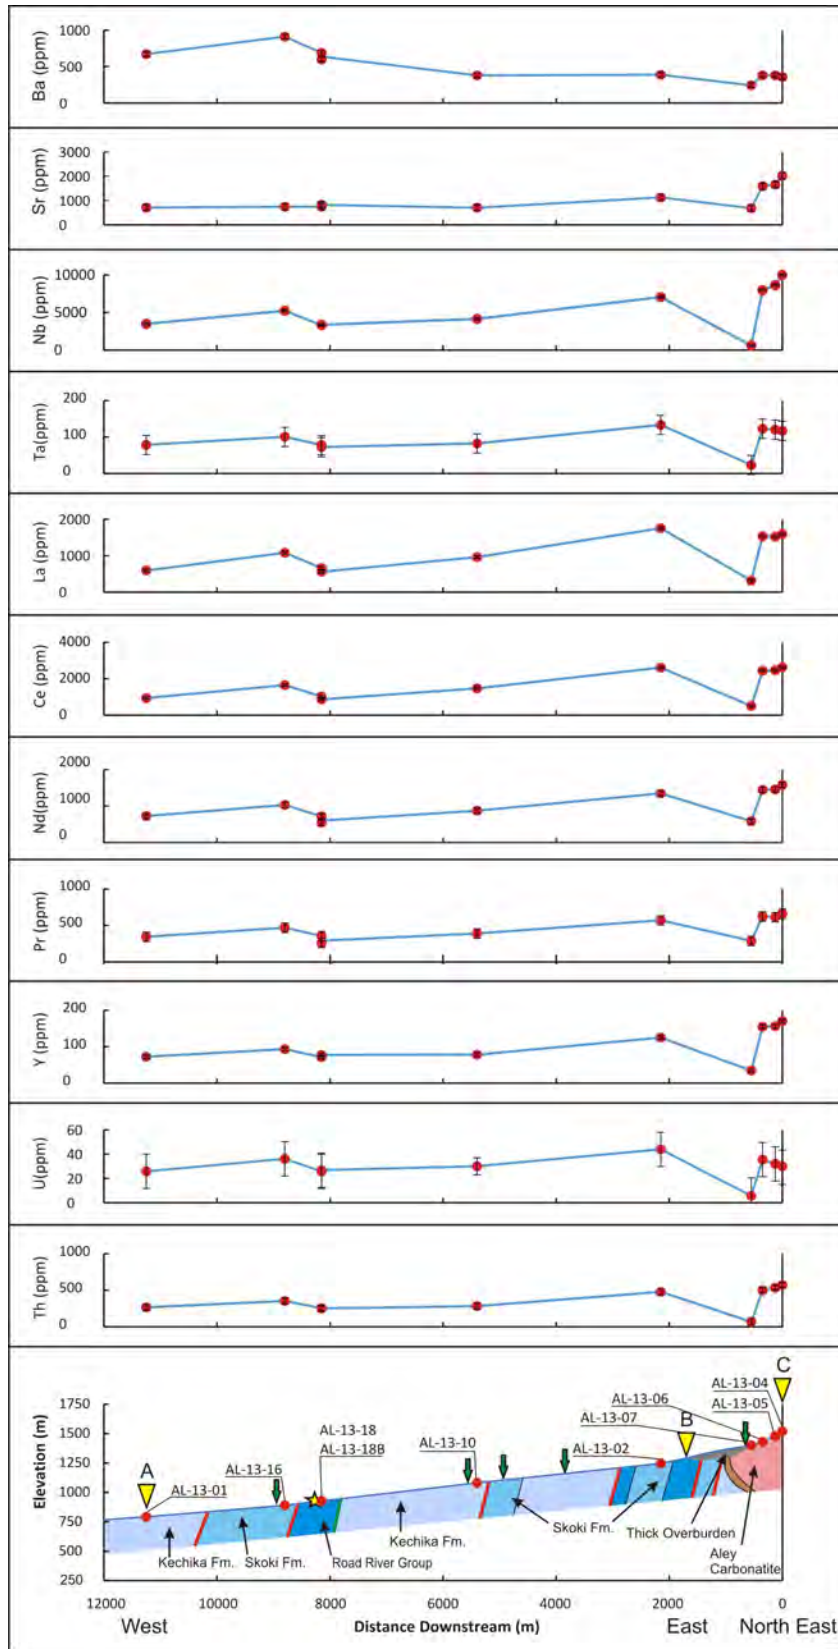 1000
500
0
Ba (ppm)
3000
2000
1000
0
Sr (ppm)
10000
5000
0
Nb (ppm)
200
100
0
Ta(ppm)
2000
1000
0
La (ppm)
4000
2000
0
Ce (ppm)
2000
1000
0
Nd(ppm)
1000
500
0
Pr (ppm)
200
100
0
Y (ppm)
60
40
20
0
U(ppm)
1000
500
0
Th (ppm)
C
AL-13-04
AL-13-05
AL-13-06
AL-13-07
B
AL-13-02
AL-13-10
AL-13-18
AL-13-18B
AL-13-16
A
AL-13-01
1750
1500
1250
1000
750
500
250
Elevation (m)
Kechika Fm.
Skoki Fm.
Road River Group
Kechika Fm.
Skoki Fm.
Thick Overburden
Aley
Carbonatite
12000 10000 8000 6000 4000 2000 0
West Distance Downstream (m) East North East